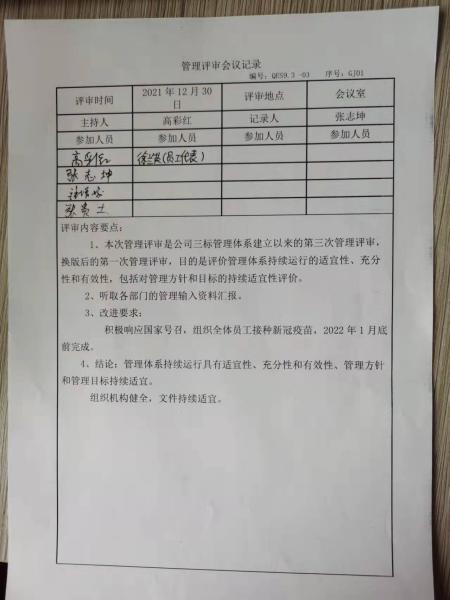 管理评审会议记录
编号：QES9.3 -03 序号：GJ01
评审时间 2021 年 12 月 30 日 评审地点 会议室
主持人 高彩红 记录人 张志坤
参加人员 参加人员 参加人员 参加人员
高彩红 (员工代表)
张志坤
评审内容要点：
1、本次管理评审是公司三标管理体系建立以来的第三次管理评审，
换版后的第一次管理评审，目的是评价管理体系持续运行的适宜性、充分
性和有效性，包括对管理方针和目标的持续适宜性评价。
2、听取各部门的管理输入资料汇报。
3、改进要求：
积极响应国家号召，组织全体员工接种新冠疫苗，2022 年 1 月底
前完成。
4、结论：管理体系持续运行具有适宜性、充分性和有效性、管理方针
和管理目标持续适宜。
组织机构健全，文件持续适宜。